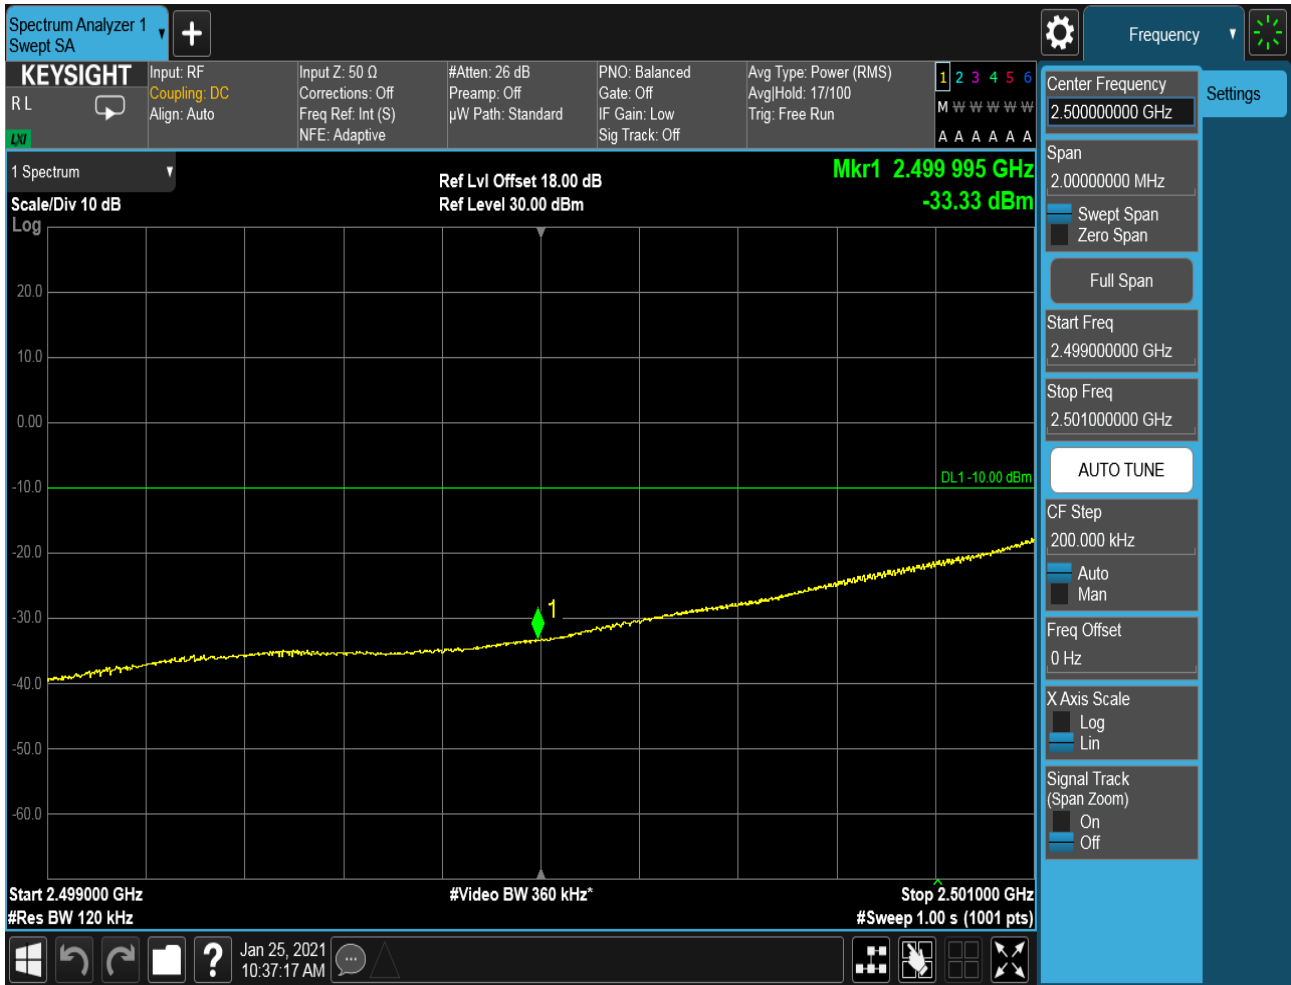 Spectrum Analyzer 1
Swept SA
Frequency
KEYSIGHT
R L
LXI
Input: RF
Coupling: DC
Align: Auto
Input Z: 50 Ω
Corrections: Off
Freq Ref: Int (S)
NFE: Adaptive
#Atten: 26 dB
Preamp: Off
µW Path: Standard
PNO: Balanced
Gate: Off
IF Gain: Low
Sig Track: Off
Avg Type: Power (RMS)
Avg|Hold: 17/100
Trig: Free Run
1 2 3 4 5 6
M W W W W W
A A A A A A
1 Spectrum
Scale/Div 10 dB
Log
Ref Lvl Offset 18.00 dB
Ref Level 30.00 dBm
Mkr1 2.499 995 GHz
-33.33 dBm
20.0
10.0
0.00
-10.0
-20.0
-30.0
-40.0
-50.0
-60.0
DL1 -10.00 dBm
1
Start 2.499000 GHz
#Res BW 120 kHz
#Video BW 360 kHz*
Stop 2.501000 GHz
#Sweep 1.00 s (1001 pts)
?
Jan 25, 2021
10:37:17 AM
Center Frequency
2.500000000 GHz
Settings
Span
2.00000000 MHz
Swept Span
Zero Span
Full Span
Start Freq
2.499000000 GHz
Stop Freq
2.501000000 GHz
AUTO TUNE
CF Step
200.000 kHz
Auto
Man
Freq Offset
0 Hz
X Axis Scale
Log
Lin
Signal Track
(Span Zoom)
On
Off